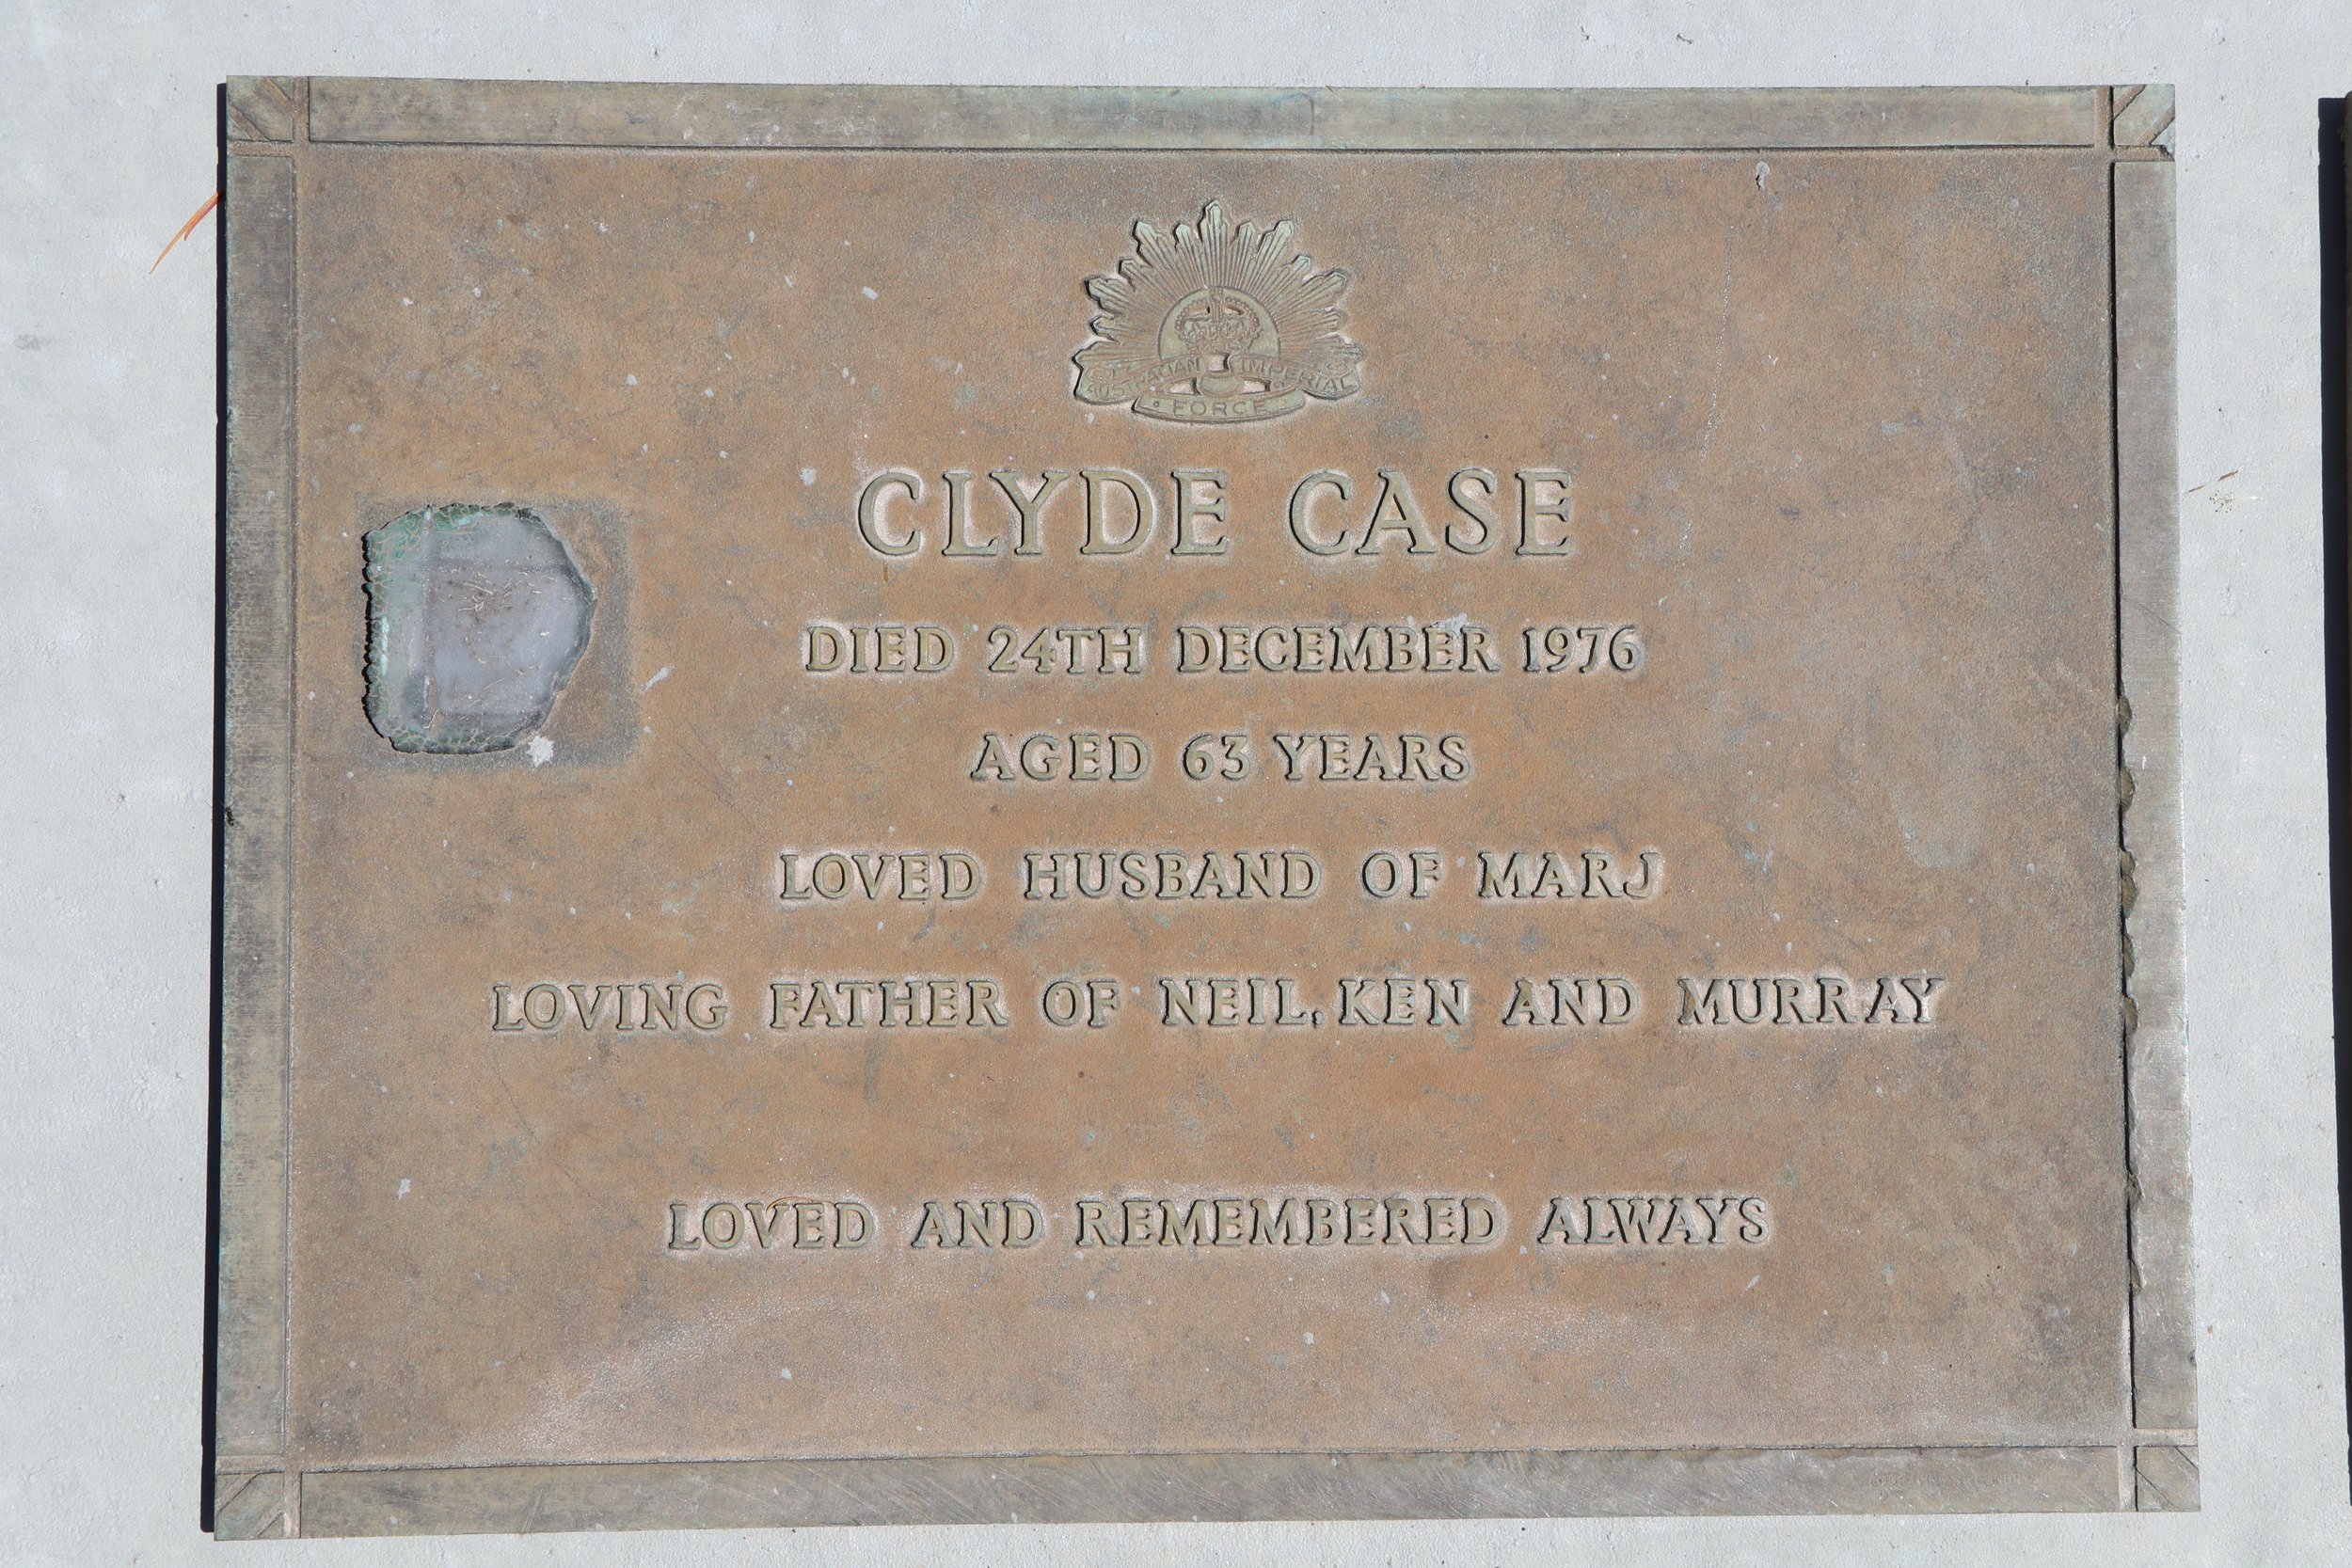 AUSTRALIAN IMPERIAL
FORCE
CLYDE CASE
DIED 24TH DECEMBER 1976
AGED 63 YEARS
LOVED HUSBAND OF MARJ
LOVING FATHER OF NEIL, KEN AND MURRAY
LOVED AND REMEMBERED ALWAYS